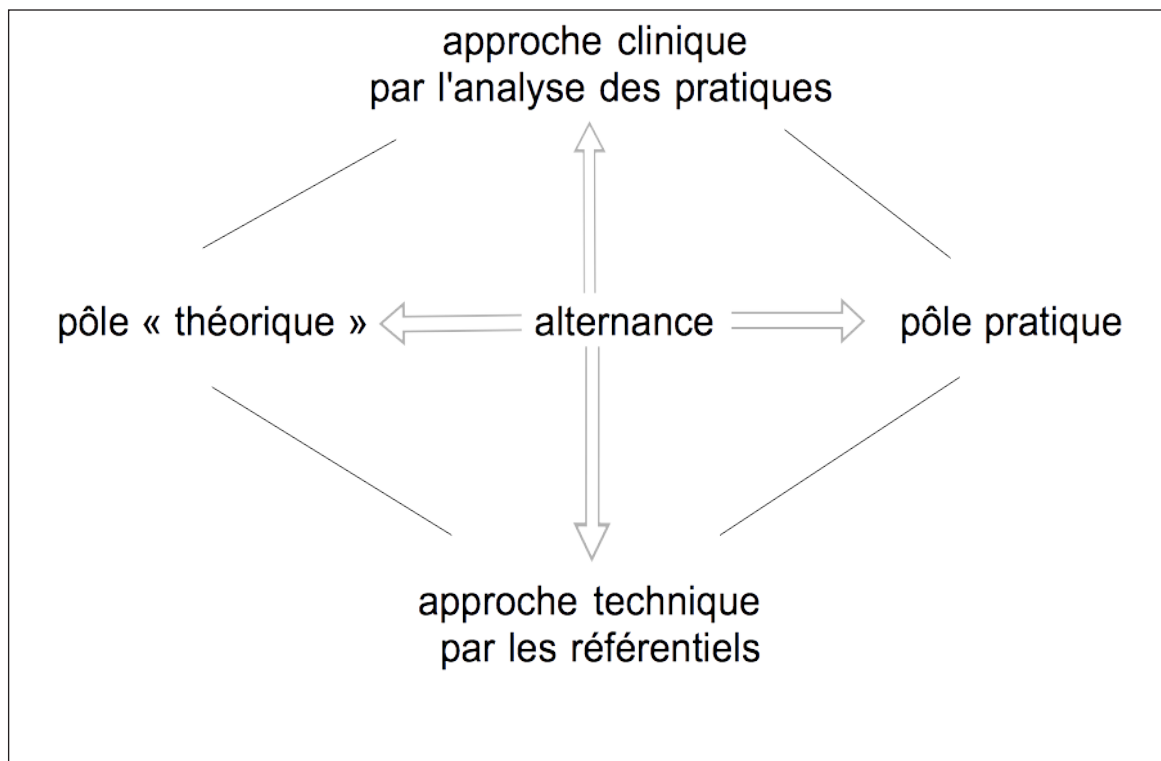 approche clinique
par l'analyse des pratiques
pôle « théorique »
alternance
pôle pratique
approche technique
par les référentiels